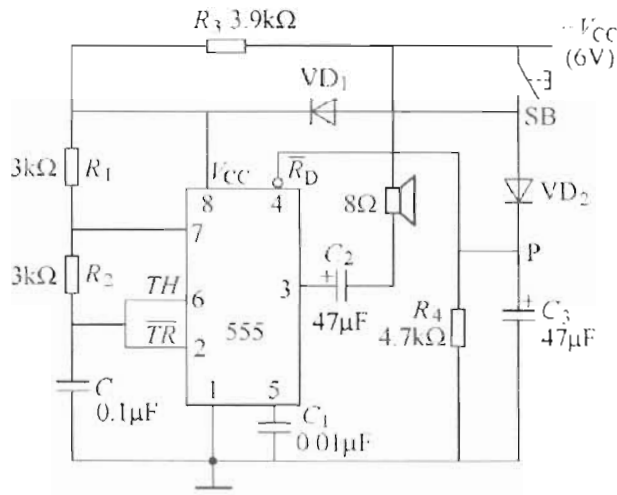 R3 3.9kΩ
VCC
(6V)
VD1
SB
3kΩ R1
VCC
R̅D
8
4
8Ω
VD2
7
P
3kΩ R2
TH
6
C2
+
3
+
C3
47μF
R4
4.7kΩ
47μF
T̅R̅
2
555
C
0.1μF
1
5
C1
0.01μF